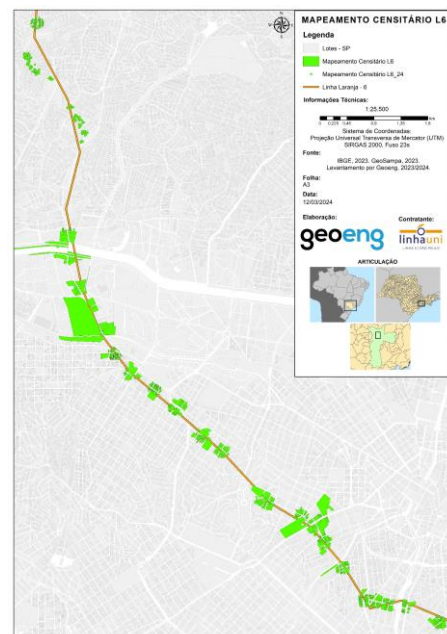 MAPEAMENTO CENSITÁRIO L6
Legenda
Lotes - SP
Mapeamento Censitário L6
Mapeamento Censitário L6_24
Linha Laranja - 6
Informações Técnicas:
1:25.500
Sistema de Coordenadas:
Projeção Universal Transversa de Mercator (UTM)
SIRGAS 2000, Fuso 23s
Fonte:
IBGE, 2023. GeoSampa, 2023.
Levantamento por Geoeng, 2023/2024.
Folha:
A3
Data:
12/03/2024
Elaboração:
Contratante:
geoeng
6
linhauni
ARTICULAÇÃO